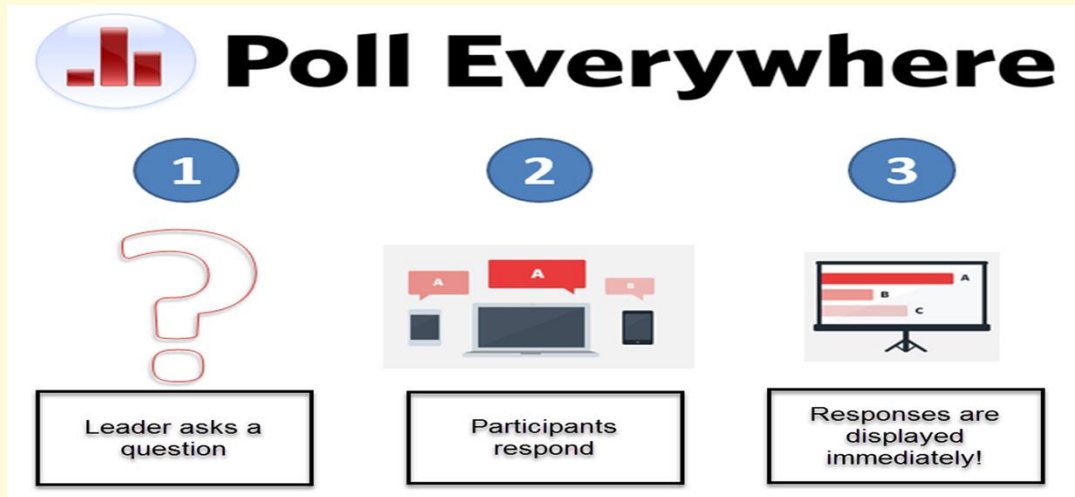 Poll Everywhere
1
2
3
A
A
B
A
B
C
Leader asks a
question
Participants
respond
Responses are
displayed
immediately!